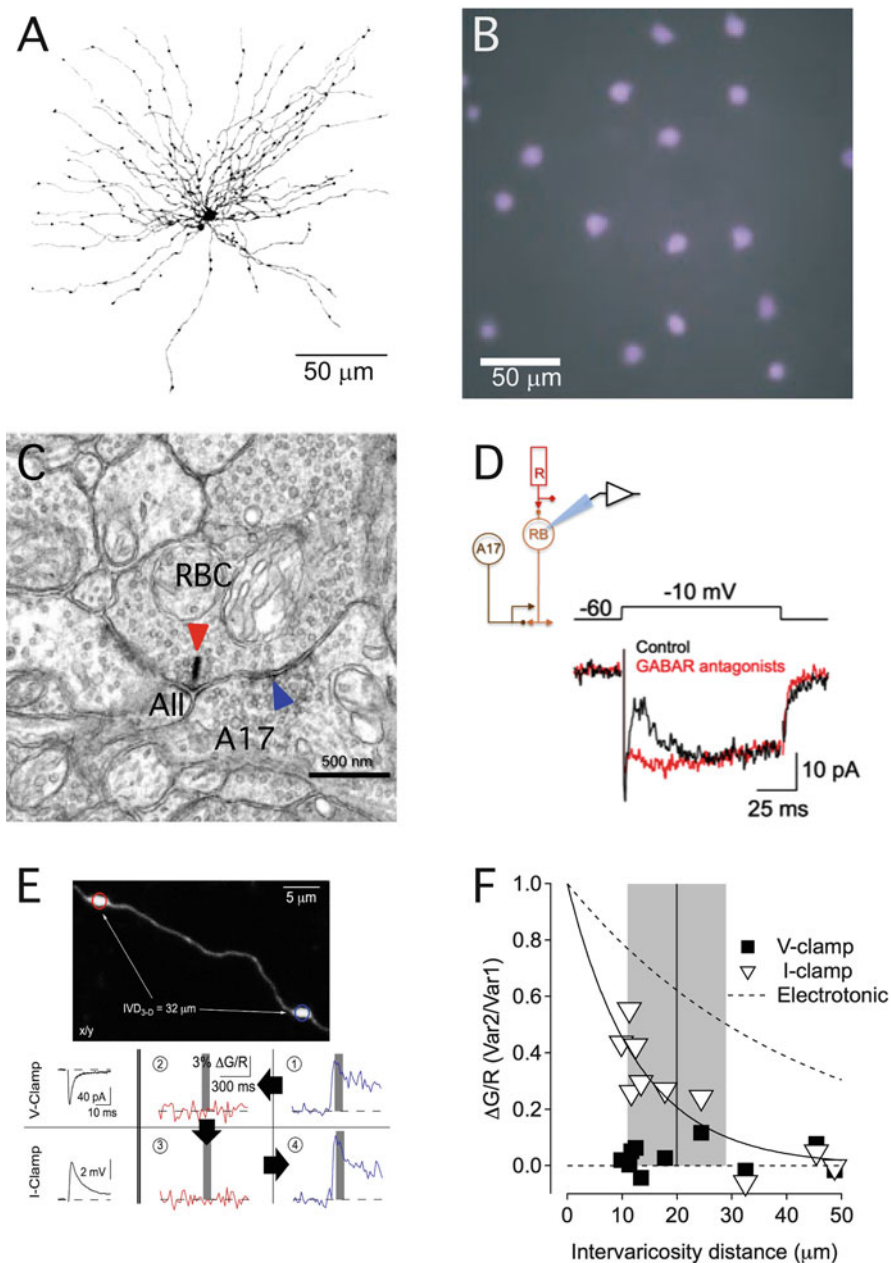 A
50 μm
B
50 μm
C
RBC
AII
A17
500 nm
D
R
RB
A17
-60
-10 mV
Control
GABAR antagonists
10 pA
25 ms
E
5 μm
IVD3-D = 32 μm
x/y
V-Clamp
40 pA
10 ms
②
3% ΔG/R
300 ms
①
I-Clamp
2 mV
③
④
F
ΔG/R (Var2/Var1)
1.0
0.8
0.6
0.4
0.2
0.0
V-clamp
I-clamp
Electrotonic
0 10 20 30 40 50
Intervaricosity distance (μm)